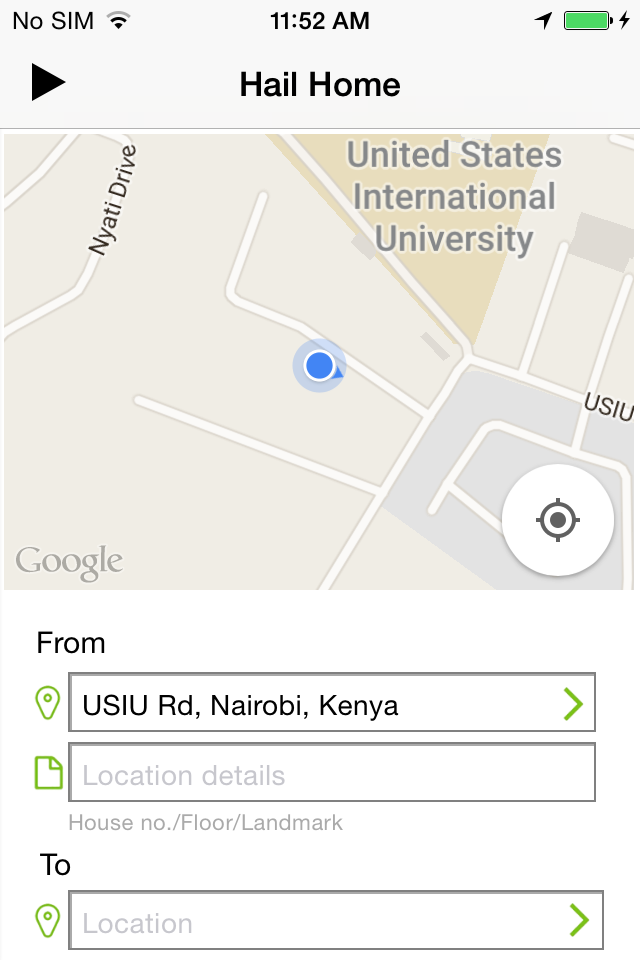 No SIM 11:52 AM
Hail Home
Nyati Drive
United States
International
University
USIU
Google
From
USIU Rd, Nairobi, Kenya
Location details
House no./Floor/Landmark
To
Location